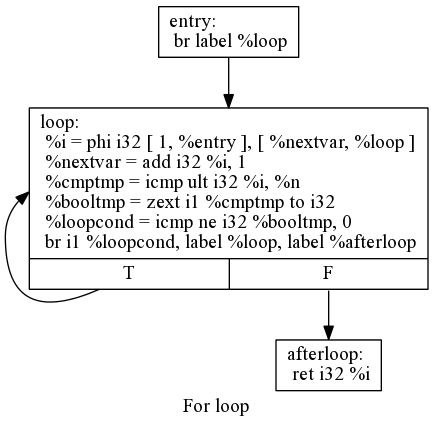 entry:
br label %loop
loop:
%i = phi i32 [ 1, %entry ], [ %nextvar, %loop ]
%nextvar = add i32 %i, 1
%cmptmp = icmp ult i32 %i, %n
%booltmp = zext i1 %cmptmp to i32
%loopcond = icmp ne i32 %booltmp, 0
br i1 %loopcond, label %loop, label %afterloop
T
F
afterloop:
ret i32 %i
For loop